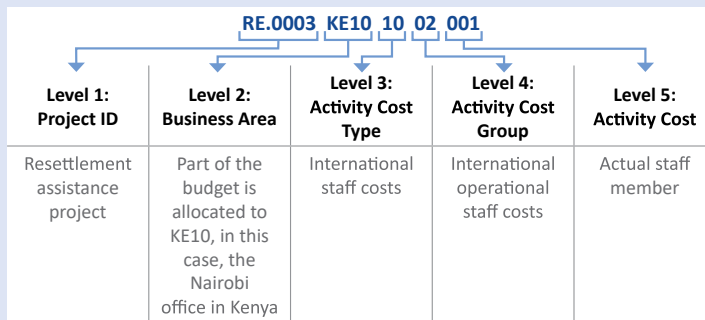 RE.0003 KE10 10 02 001
Level 1:
Project ID
Level 2:
Business Area
Level 3:
Activity Cost
Type
Level 4:
Activity Cost
Group
Level 5:
Activity Cost
Resettlement
assistance
project
Part of the
budget is
allocated to
KE10, in this
case, the
Nairobi
office in Kenya
International
staff costs
International
operational
staff costs
Actual staff
member